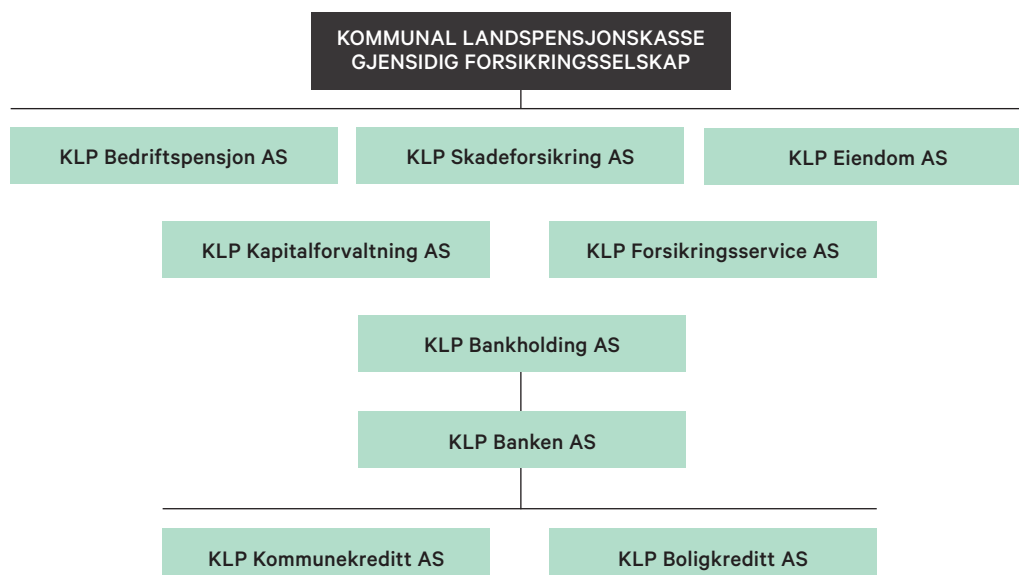 KOMMUNAL LANDSPENSJONSKASSE
GJENSIDIG FORSIKRINGSSELSKAP
KLP Bedriftspensjon AS
KLP Skadeforsikring AS
KLP Eiendom AS
KLP Kapitalforvaltning AS
KLP Forsikringsservice AS
KLP Bankholding AS
KLP Banken AS
KLP Kommunekreditt AS
KLP Boligkreditt AS